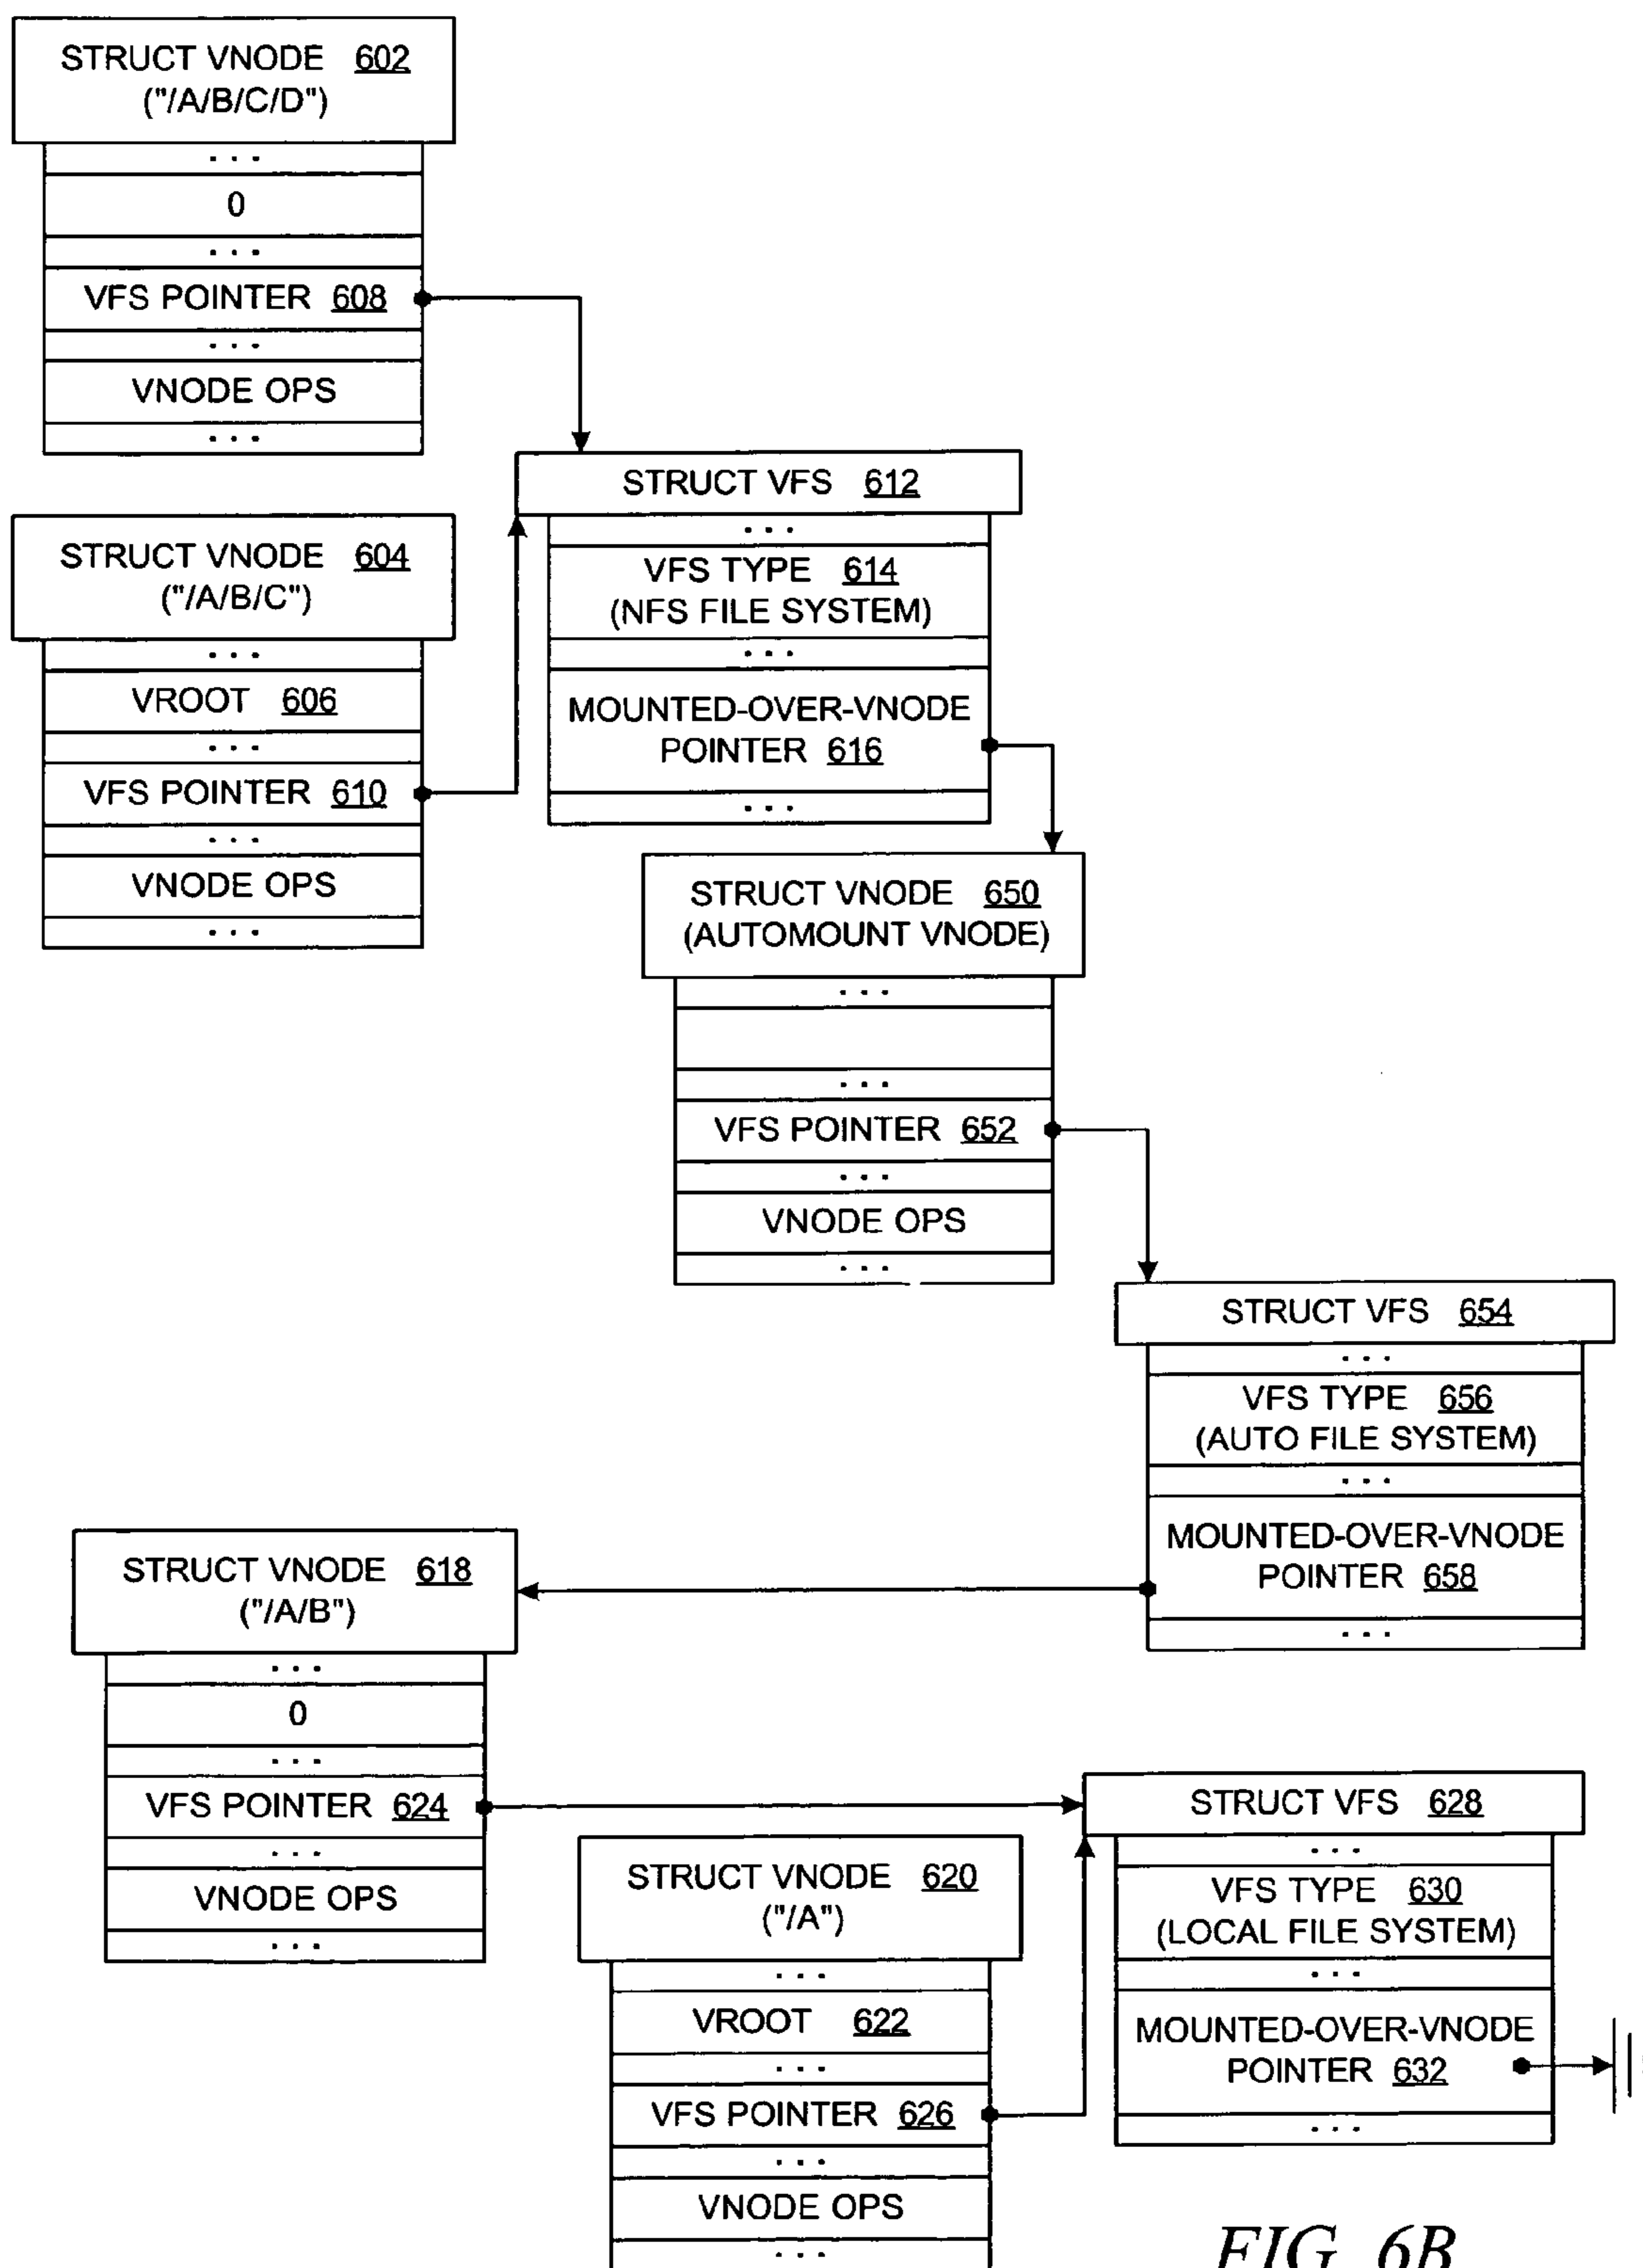 STRUCT VNODE 602
("/A/B/C/D")
. . .
0
. . .
VFS POINTER 608
. . .
VNODE OPS
. . .
STRUCT VNODE 604
("/A/B/C")
. . .
VROOT 606
. . .
VFS POINTER 610
. . .
VNODE OPS
. . .
STRUCT VFS 612
. . .
VFS TYPE 614
(NFS FILE SYSTEM)
. . .
MOUNTED-OVER-VNODE
POINTER 616
. . .
STRUCT VNODE 650
(AUTOMOUNT VNODE)
. . .
. . .
VFS POINTER 652
. . .
VNODE OPS
. . .
STRUCT VFS 654
. . .
VFS TYPE 656
(AUTO FILE SYSTEM)
. . .
MOUNTED-OVER-VNODE
POINTER 658
. . .
STRUCT VNODE 618
("/A/B")
. . .
0
. . .
VFS POINTER 624
. . .
VNODE OPS
. . .
STRUCT VNODE 620
("/A")
. . .
VROOT 622
. . .
VFS POINTER 626
. . .
VNODE OPS
. . .
STRUCT VFS 628
. . .
VFS TYPE 630
(LOCAL FILE SYSTEM)
. . .
MOUNTED-OVER-VNODE
POINTER 632
. . .
FIG. 6B